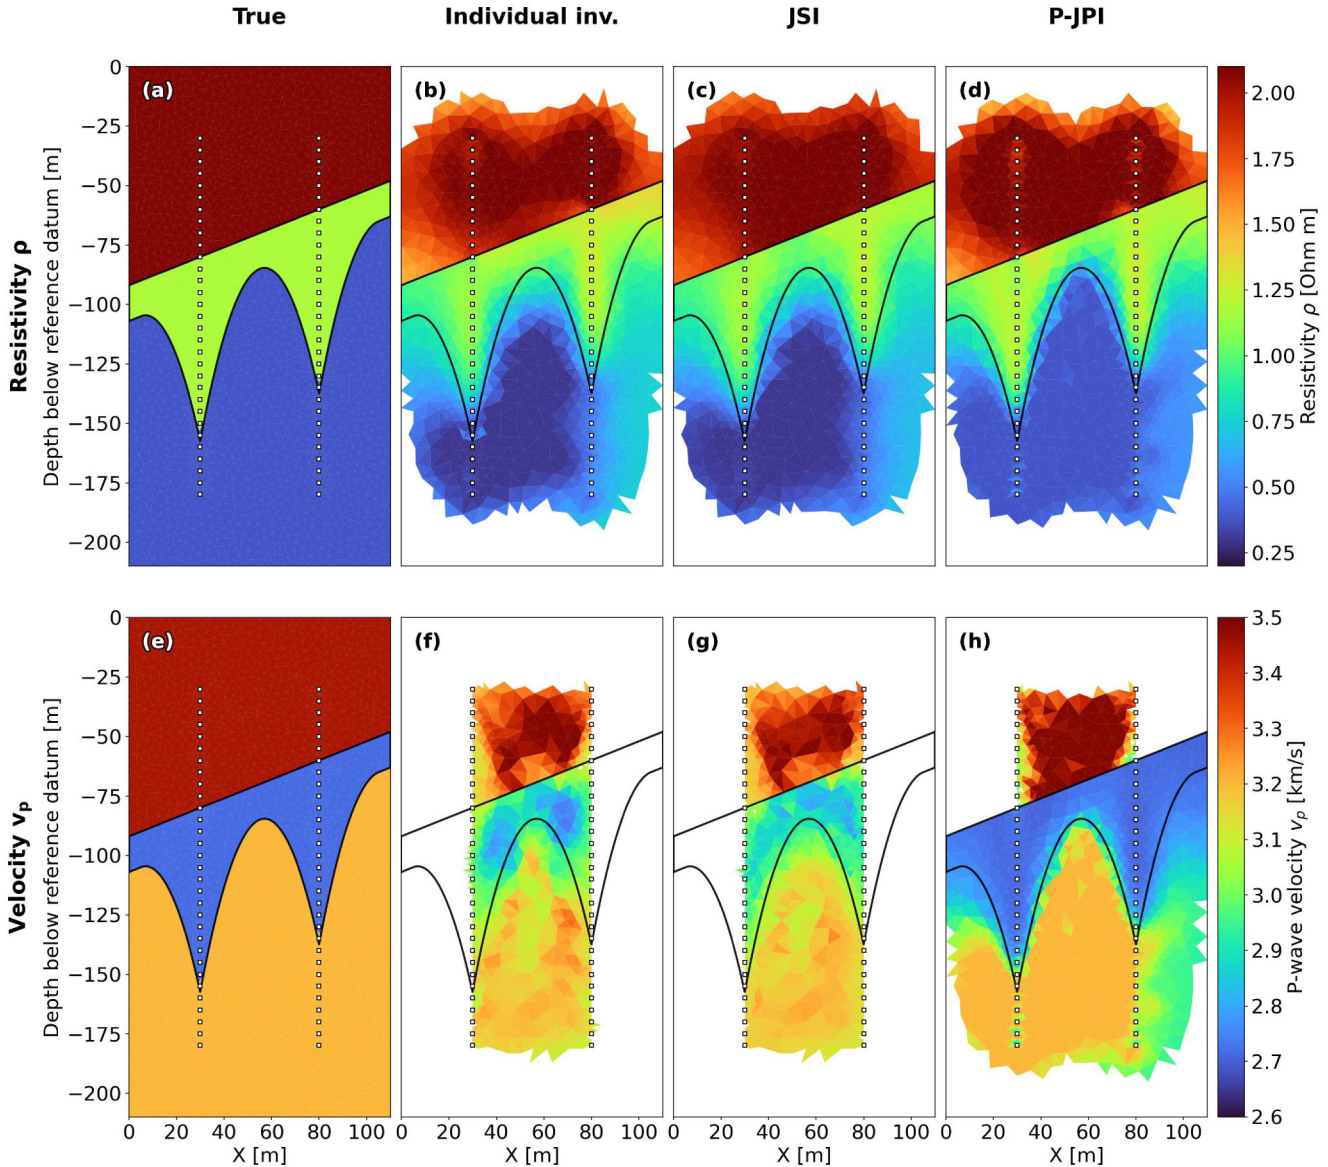 True
Individual inv.
JSI
P-JPI
Resistivity ρ
Depth below reference datum [m]
0
−25
−50
−75
−100
−125
−150
−175
−200
(a)
(b)
(c)
(d)
2.00
1.75
1.50
1.25
1.00
0.75
0.50
0.25
Resistivity ρ [Ohm m]
Velocity vₚ
Depth below reference datum [m]
0
−25
−50
−75
−100
−125
−150
−175
−200
(e)
(f)
(g)
(h)
3.5
3.4
3.3
3.2
3.1
3.0
2.9
2.8
2.7
2.6
P-wave velocity vₚ [km/s]
0 20 40 60 80 100
0 20 40 60 80 100
0 20 40 60 80 100
0 20 40 60 80 100
X [m]
X [m]
X [m]
X [m]